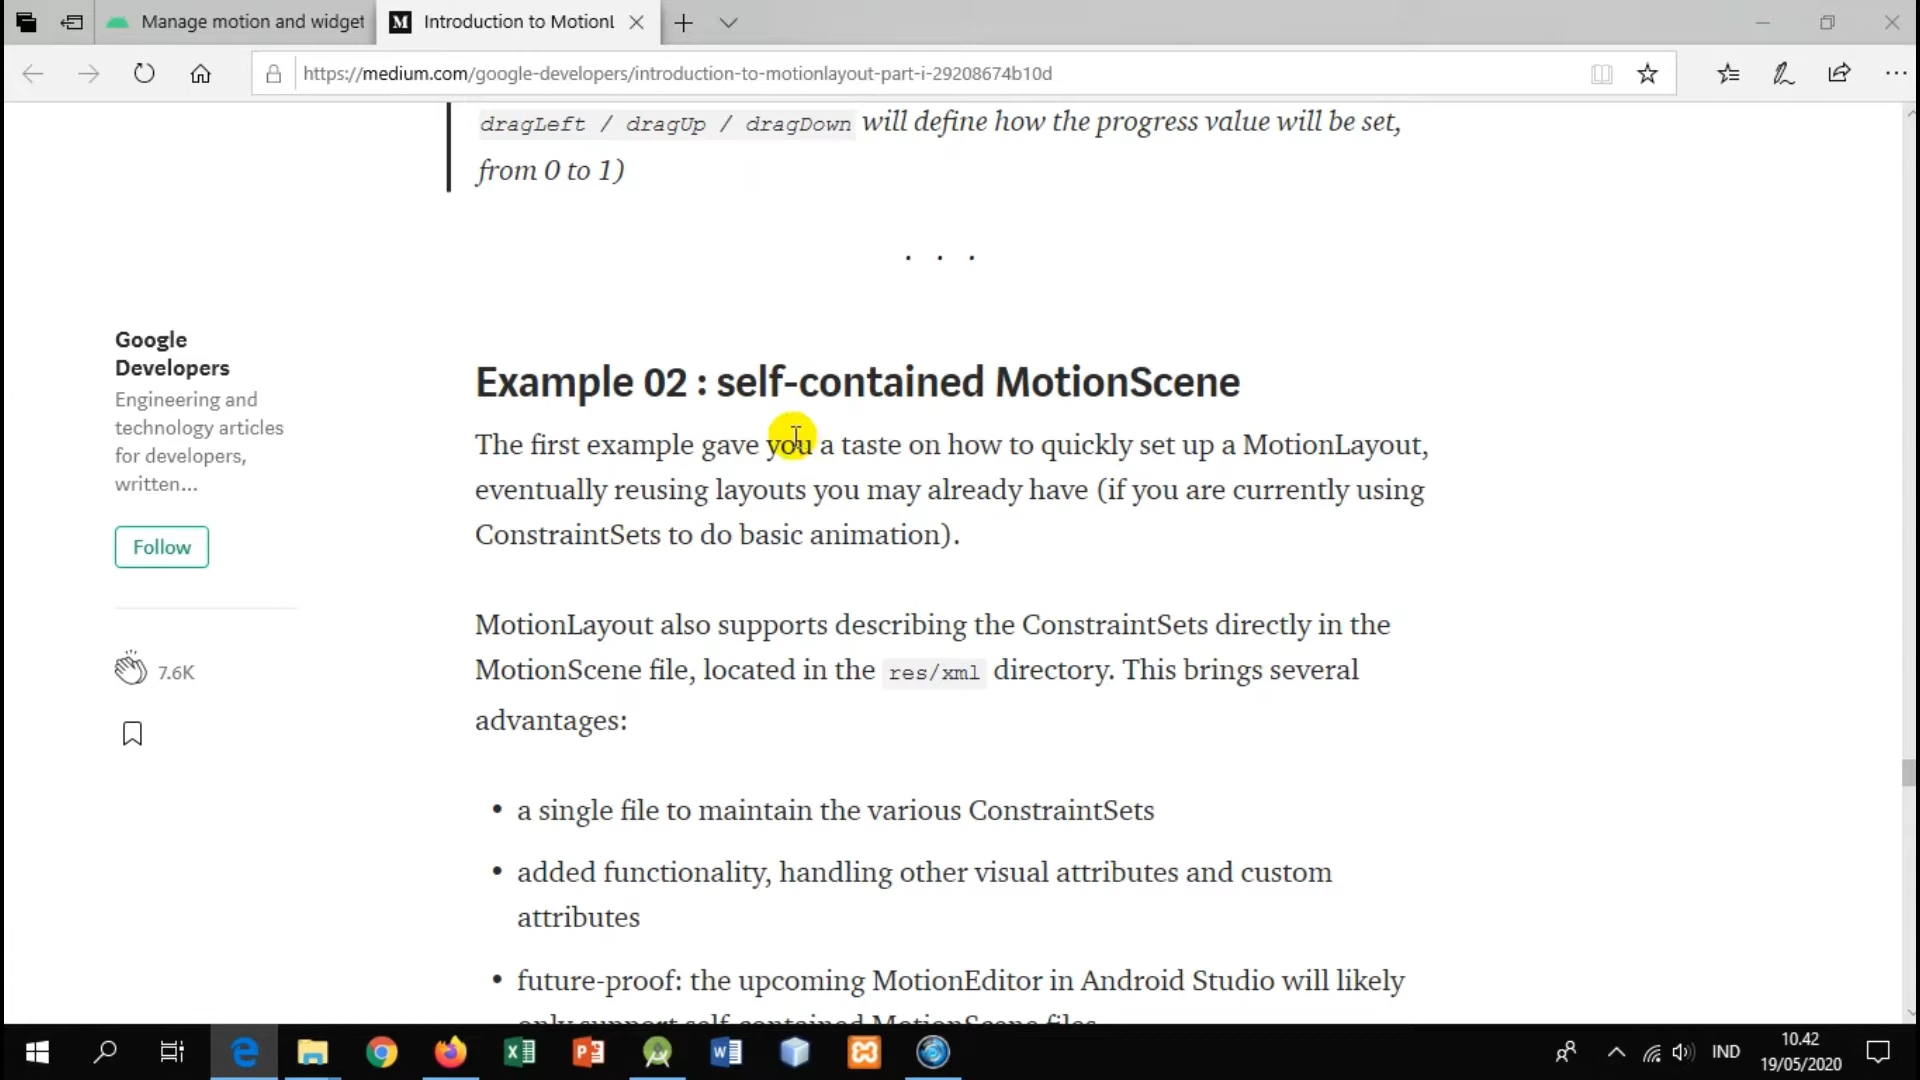 Manage motion and widget
M Introduction to MotionL
https://medium.com/google-developers/introduction-to-motionlayout-part-i-29208674b10d
dragLeft / dragUp / dragDown will define how the progress value will be set,
from 0 to 1)
. . .
Google
Developers
Engineering and
technology articles
for developers,
written...
Follow
7.6K
Example 02 : self-contained MotionScene
The first example gave you a taste on how to quickly set up a MotionLayout,
eventually reusing layouts you may already have (if you are currently using
ConstraintSets to do basic animation).
MotionLayout also supports describing the ConstraintSets directly in the
MotionScene file, located in the res/xml directory. This brings several
advantages:
• a single file to maintain the various ConstraintSets
• added functionality, handling other visual attributes and custom
attributes
• future-proof: the upcoming MotionEditor in Android Studio will likely
only support self-contained MotionScene files
IND
10.42
19/05/2020